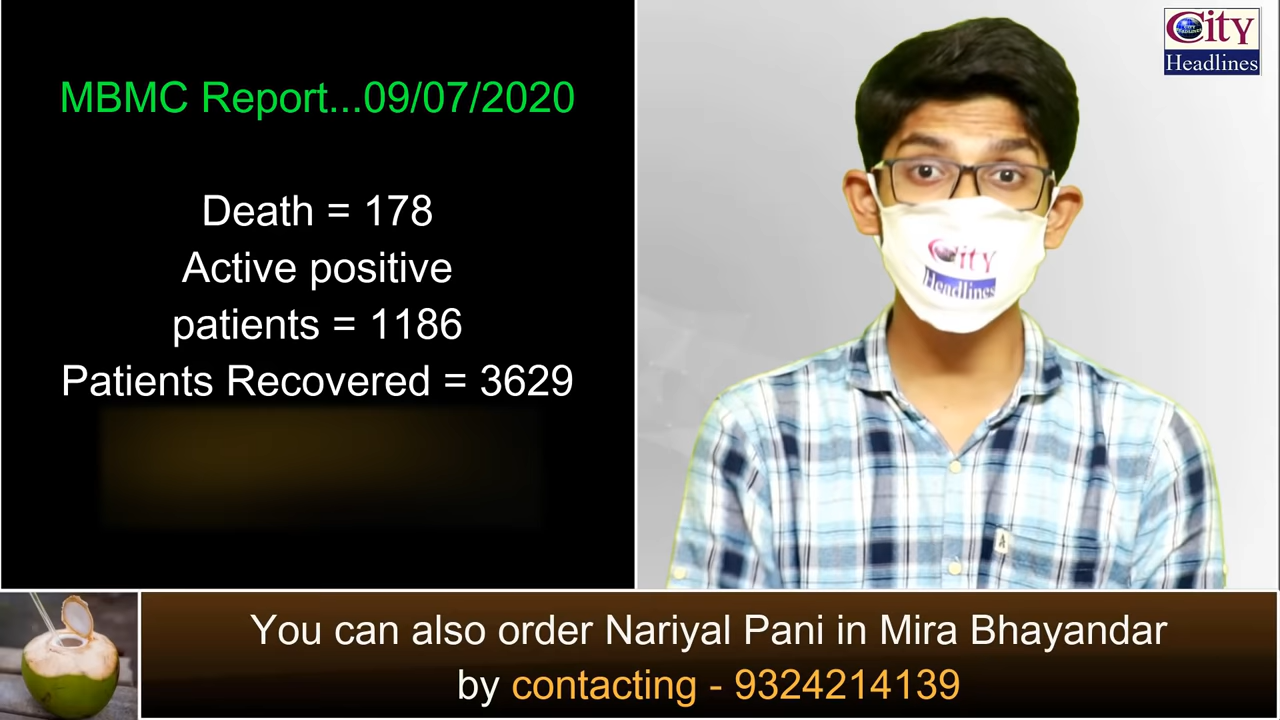 MBMC Report...09/07/2020
Death = 178
Active positive
patients = 1186
Patients Recovered = 3629
City
Headlines
City
Headlines
You can also order Nariyal Pani in Mira Bhayandar
by contacting - 9324214139